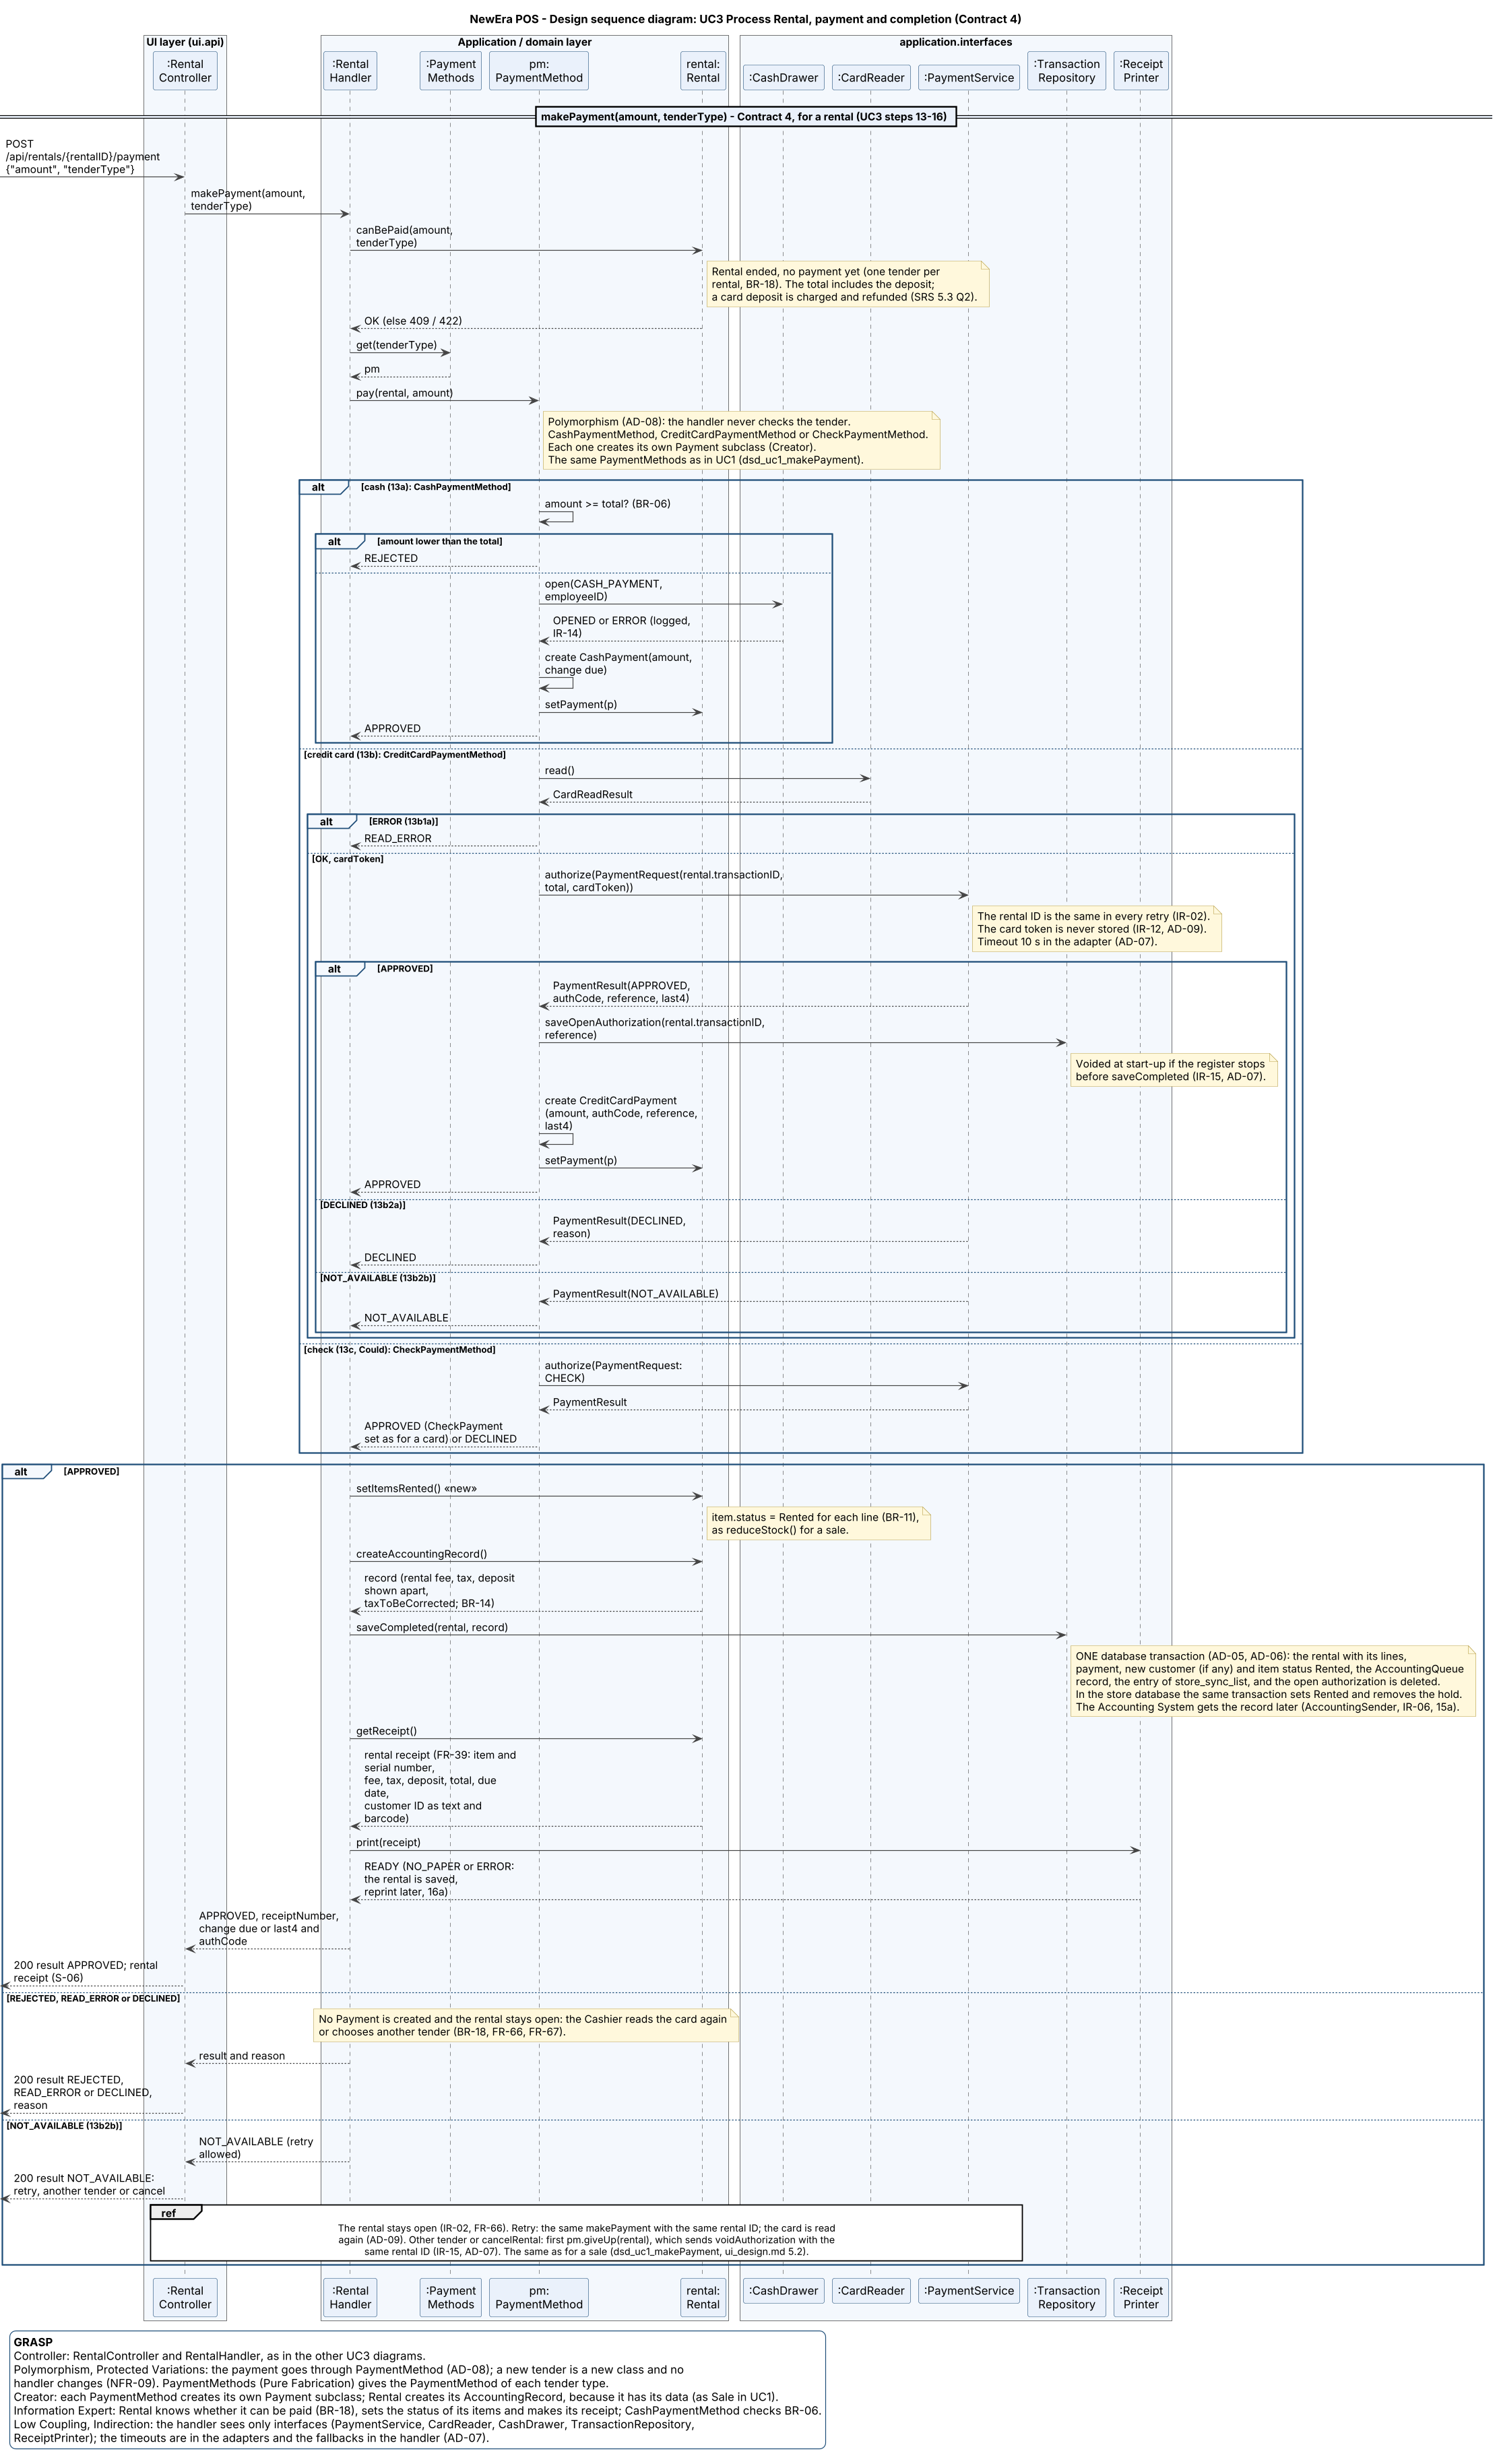 NewEra POS - Design sequence diagram: UC3 Process Rental, payment and completion (Contract 4)
UI layer (ui.api)
Application / domain layer
application.interfaces
:Rental
Controller
:Rental
Handler
:Payment
Methods
pm:
PaymentMethod
rental:
Rental
:CashDrawer
:CardReader
:PaymentService
:Transaction
Repository
:Receipt
Printer
makePayment(amount, tenderType) - Contract 4, for a rental (UC3 steps 13-16)
POST
/api/rentals/{rentalID}/payment
{"amount", "tenderType"}
makePayment(amount,
tenderType)
canBePaid(amount,
tenderType)
Rental ended, no payment yet (one tender per
rental, BR-18). The total includes the deposit;
a card deposit is charged and refunded (SRS 5.3 Q2).
OK (else 409 / 422)
get(tenderType)
pm
pay(rental, amount)
Polymorphism (AD-08): the handler never checks the tender.
CashPaymentMethod, CreditCardPaymentMethod or CheckPaymentMethod.
Each one creates its own Payment subclass (Creator).
The same PaymentMethods as in UC1 (dsd_uc1_makePayment).
alt
[cash (13a): CashPaymentMethod]
amount >= total? (BR-06)
alt
[amount lower than the total]
REJECTED
open(CASH_PAYMENT,
employeeID)
OPENED or ERROR (logged,
IR-14)
create CashPayment(amount,
change due)
setPayment(p)
APPROVED
[credit card (13b): CreditCardPaymentMethod]
read()
CardReadResult
alt
[ERROR (13b1a)]
READ_ERROR
[OK, cardToken]
authorize(PaymentRequest(rental.transactionID,
total, cardToken))
The rental ID is the same in every retry (IR-02).
The card token is never stored (IR-12, AD-09).
Timeout 10 s in the adapter (AD-07).
alt
[APPROVED]
PaymentResult(APPROVED,
authCode, reference, last4)
saveOpenAuthorization(rental.transactionID,
reference)
Voided at start-up if the register stops
before saveCompleted (IR-15, AD-07).
create CreditCardPayment
(amount, authCode, reference,
last4)
setPayment(p)
APPROVED
[DECLINED (13b2a)]
PaymentResult(DECLINED,
reason)
DECLINED
[NOT_AVAILABLE (13b2b)]
PaymentResult(NOT_AVAILABLE)
NOT_AVAILABLE
[check (13c, Could): CheckPaymentMethod]
authorize(PaymentRequest:
CHECK)
PaymentResult
APPROVED (CheckPayment
set as for a card) or DECLINED
alt
[APPROVED]
setItemsRented() «new»
item.status = Rented for each line (BR-11),
as reduceStock() for a sale.
createAccountingRecord()
record (rental fee, tax, deposit
shown apart,
taxToBeCorrected; BR-14)
saveCompleted(rental, record)
ONE database transaction (AD-05, AD-06): the rental with its lines,
payment, new customer (if any) and item status Rented, the AccountingQueue
record, the entry of store_sync_list, and the open authorization is deleted.
In the store database the same transaction sets Rented and removes the hold.
The Accounting System gets the record later (AccountingSender, IR-06, 15a).
getReceipt()
rental receipt (FR-39: item and
serial number,
fee, tax, deposit, total, due
date,
customer ID as text and
barcode)
print(receipt)
READY (NO_PAPER or ERROR:
the rental is saved,
reprint later, 16a)
APPROVED, receiptNumber,
change due or last4 and
authCode
200 result APPROVED; rental
receipt (S-06)
[REJECTED, READ_ERROR or DECLINED]
No Payment is created and the rental stays open: the Cashier reads the card again
or chooses another tender (BR-18, FR-66, FR-67).
result and reason
200 result REJECTED,
READ_ERROR or DECLINED,
reason
[NOT_AVAILABLE (13b2b)]
NOT_AVAILABLE (retry
allowed)
200 result NOT_AVAILABLE:
retry, another tender or cancel
ref
The rental stays open (IR-02, FR-66). Retry: the same makePayment with the same rental ID; the card is read
again (AD-09). Other tender or cancelRental: first pm.giveUp(rental), which sends voidAuthorization with the
same rental ID (IR-15, AD-07). The same as for a sale (dsd_uc1_makePayment, ui_design.md 5.2).
:Rental
Controller
:Rental
Handler
:Payment
Methods
pm:
PaymentMethod
rental:
Rental
:CashDrawer
:CardReader
:PaymentService
:Transaction
Repository
:Receipt
Printer
GRASP
Controller: RentalController and RentalHandler, as in the other UC3 diagrams.
Polymorphism, Protected Variations: the payment goes through PaymentMethod (AD-08); a new tender is a new class and no
handler changes (NFR-09). PaymentMethods (Pure Fabrication) gives the PaymentMethod of each tender type.
Creator: each PaymentMethod creates its own Payment subclass; Rental creates its AccountingRecord, because it has its data (as Sale in UC1).
Information Expert: Rental knows whether it can be paid (BR-18), sets the status of its items and makes its receipt; CashPaymentMethod checks BR-06.
Low Coupling, Indirection: the handler sees only interfaces (PaymentService, CardReader, CashDrawer, TransactionRepository,
ReceiptPrinter); the timeouts are in the adapters and the fallbacks in the handler (AD-07).